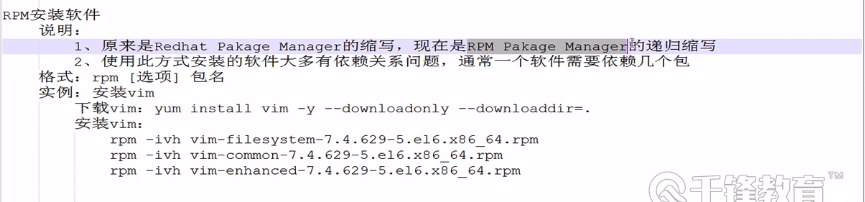 RPM安装软件
说明：
1、原来是Redhat Pakage Manager的缩写，现在是RPM Pakage Manager的递归缩写
2、使用此方式安装的软件大多有依赖关系问题，通常一个软件需要依赖几个包
格式：rpm [选项] 包名
实例：安装vim
下载vim：yum install vim -y --downloadonly --downloaddir=.
安装vim：
rpm -ivh vim-filesystem-7.4.629-5.el6.x86_64.rpm
rpm -ivh vim-common-7.4.629-5.el6.x86_64.rpm
rpm -ivh vim-enhanced-7.4.629-5.el6.x86_64.rpm
千锋教育™